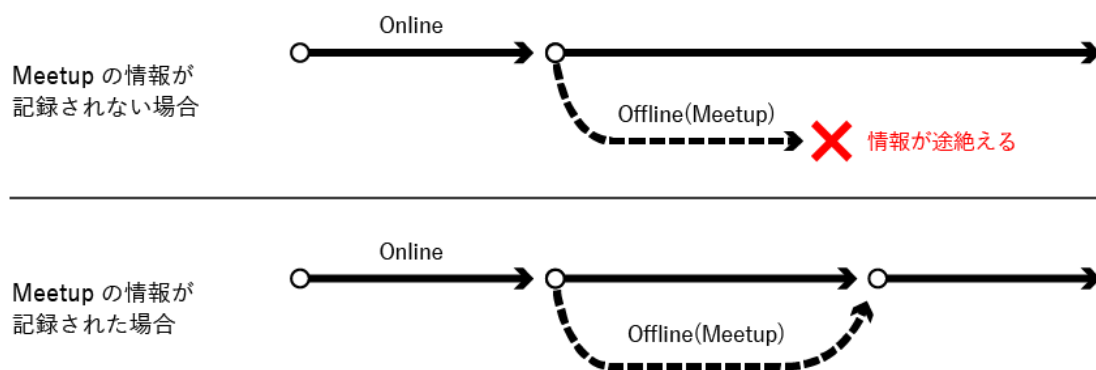 Online
Meetup の情報が
記録されない場合
Offline(Meetup)
情報が途絶える
Online
Meetup の情報が
記録された場合
Offline(Meetup)